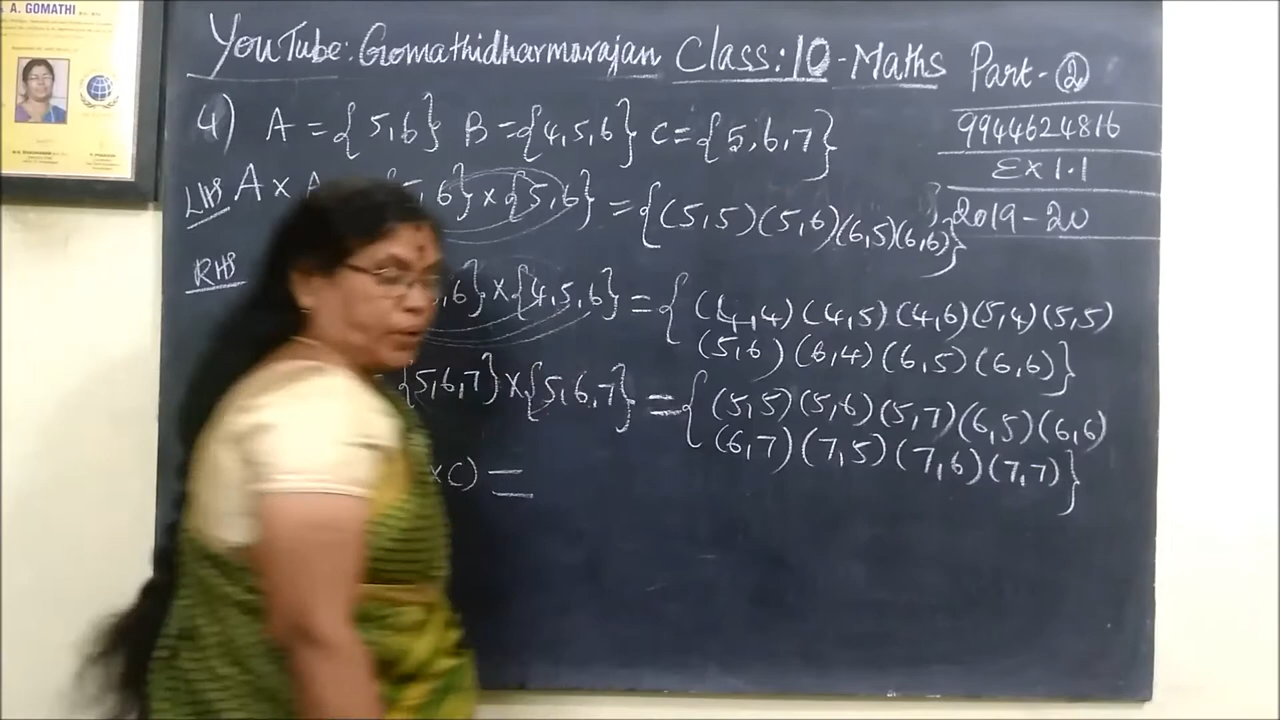 A. GOMATHI
YouTube: Gomathidharmarajan Class: 10 - Maths Part - 2
9944624816
Ex 1.1
2019 - 20
4) A = {5,6} B = {4,5,6} C = {5,6,7}
LHS A x A 5,6} x {5,6} = {(5,5) (5,6) (6,5) (6,6)}
RHS 5,6} x {4,5,6} = {(4,4) (4,5) (4,6) (5,4) (5,5)
(5,6) (6,4) (6,5) (6,6)}
= {5,6,7} x {5,6,7} = {(5,5) (5,6) (5,7) (6,5) (6,6)
(6,7) (7,5) (7,6) (7,7)}
x C) =